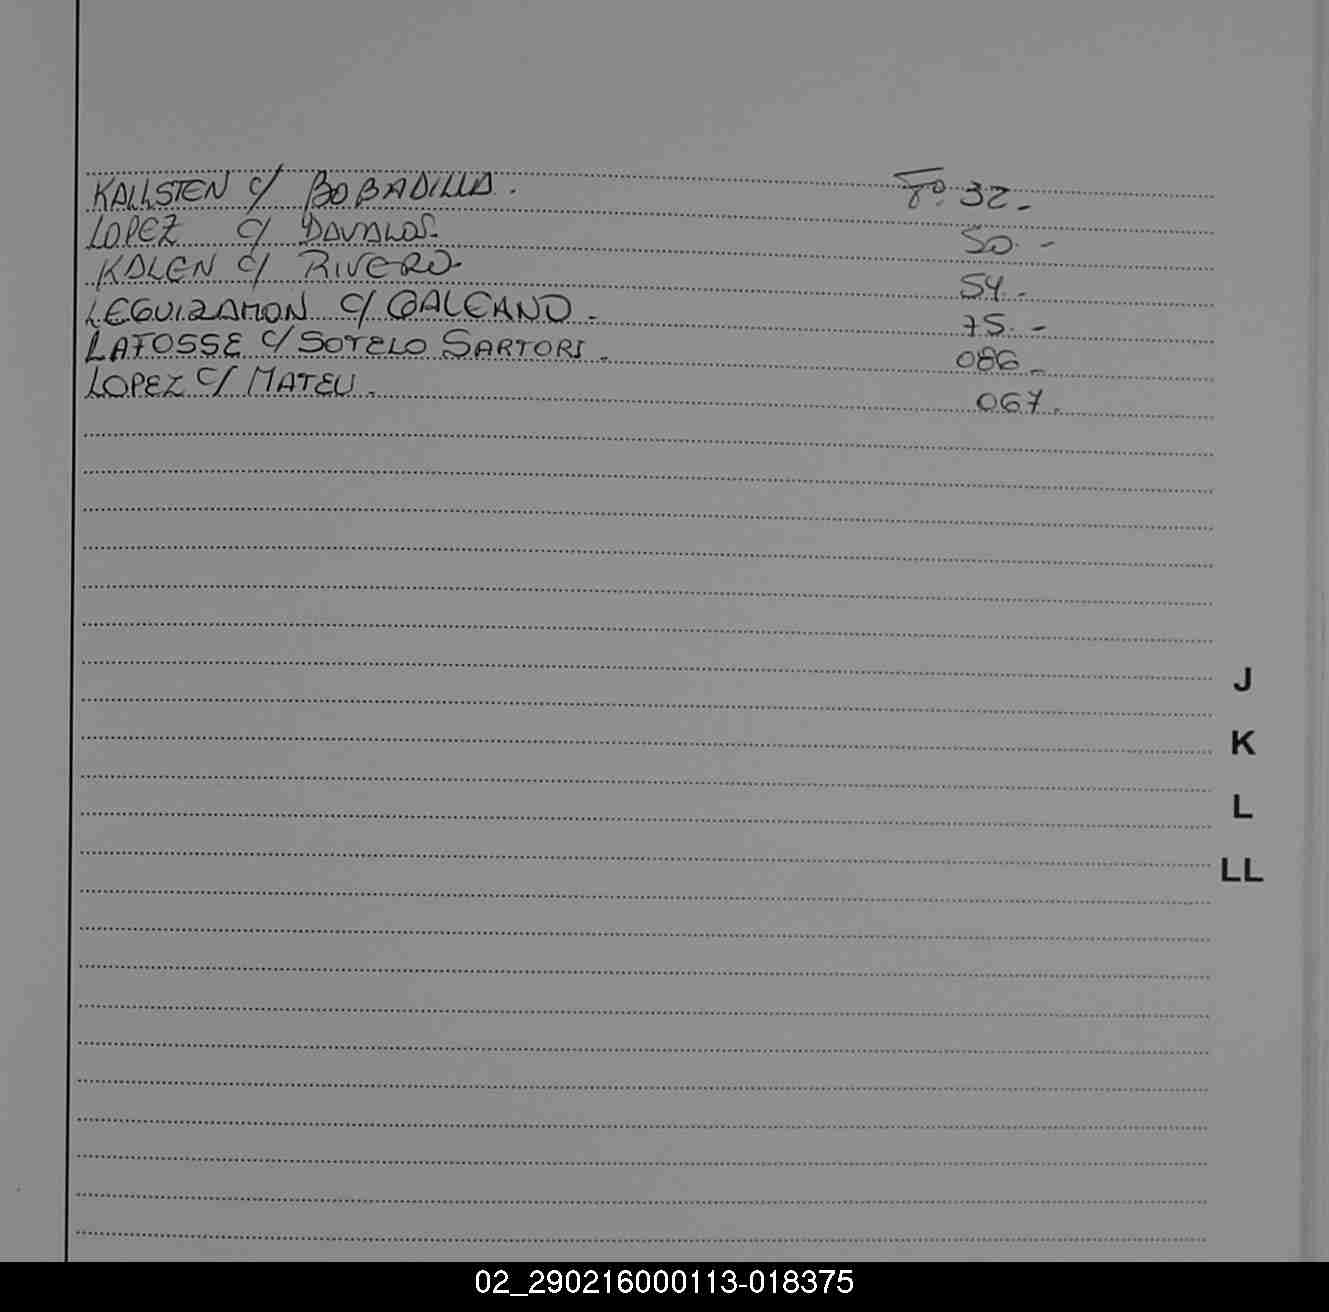 KALLSTEN c/ BOBADILLA. Fº. 32.-
LOPEZ c/ DAVALOS. 50.-
KALEN c/ RIVERO.- 54.-
LEGUIZAMON c/ GALEANO.- 75.-
LAFOSSE c/ SOTELO SARTORI.- 086.-
LOPEZ c/ MATEU.- 067.
J
K
L
LL
02_290216000113-018375